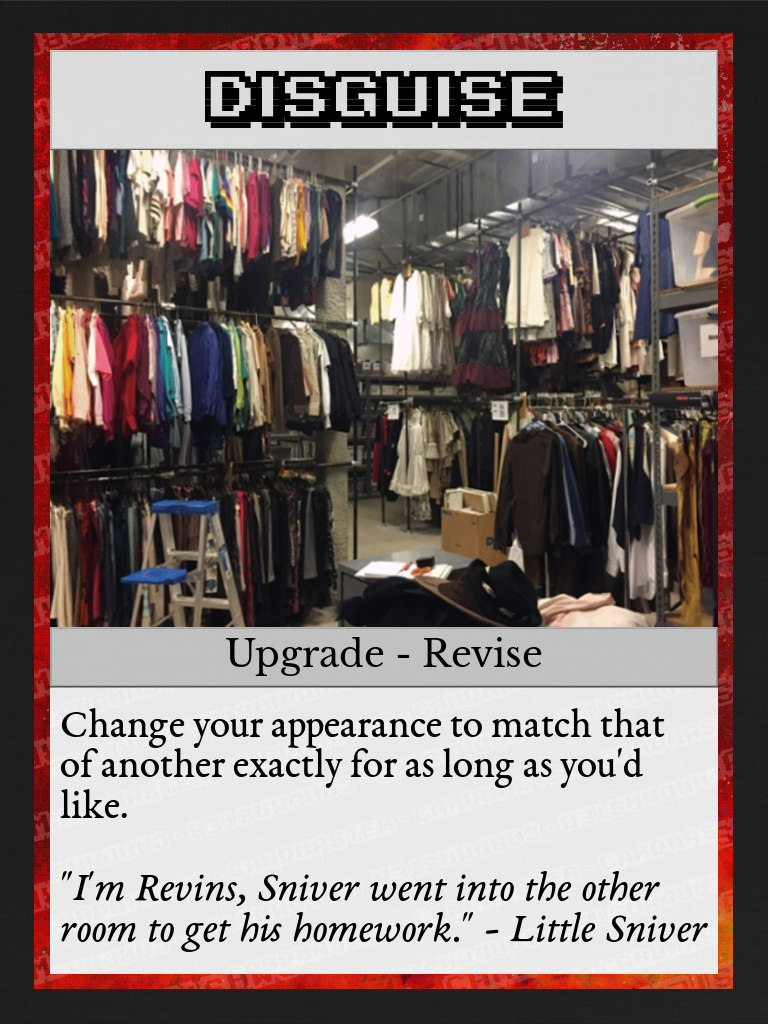 DISGUISE
Upgrade - Revise
Change your appearance to match that
of another exactly for as long as you'd
like.
"I'm Revins, Sniver went into the other
room to get his homework." - Little Sniver